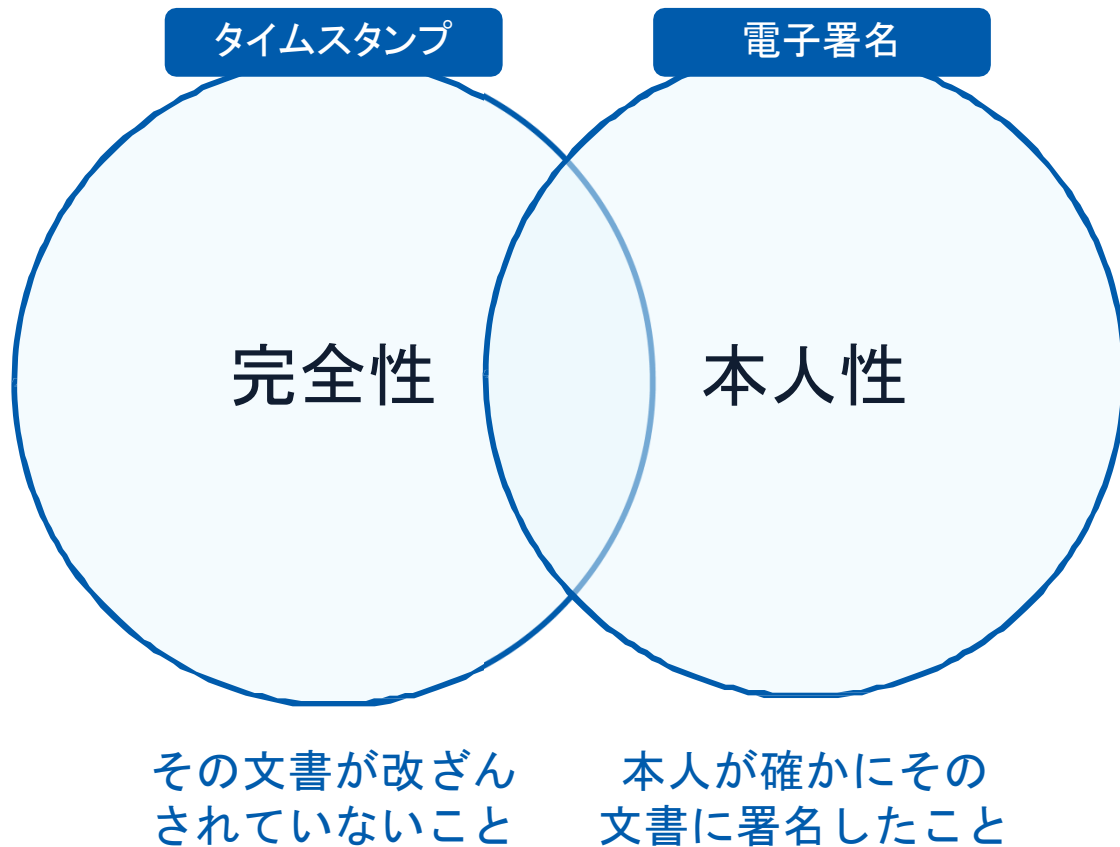 タイムスタンプ
電子署名
完全性
本人性
その文書が改ざん
されていないこと
本人が確かにその
文書に署名したこと